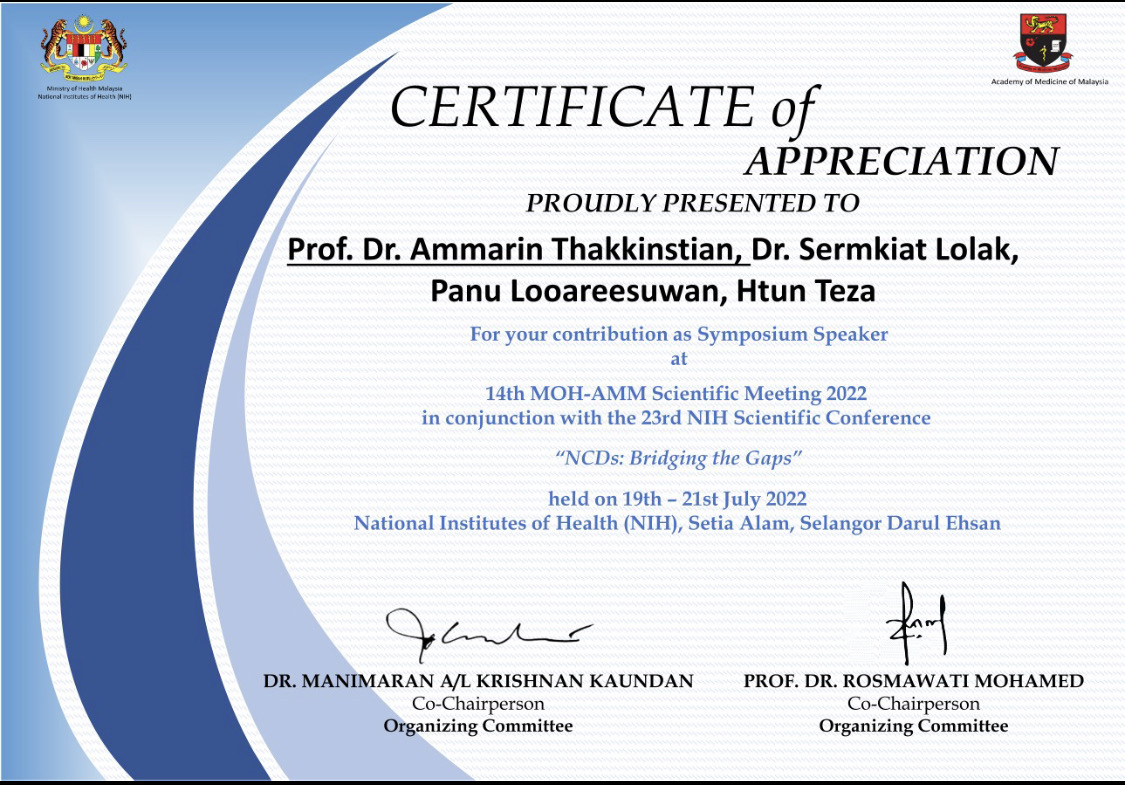 Ministry of Health Malaysia
National Institutes of Health (NIH)
Academy of Medicine of Malaysia
CERTIFICATE of
APPRECIATION
PROUDLY PRESENTED TO
Prof. Dr. Ammarin Thakkinstian, Dr. Sermkiat Lolak,
Panu Looareesuwan, Htun Teza
For your contribution as Symposium Speaker
at
14th MOH-AMM Scientific Meeting 2022
in conjunction with the 23rd NIH Scientific Conference
“NCDs: Bridging the Gaps”
held on 19th – 21st July 2022
National Institutes of Health (NIH), Setia Alam, Selangor Darul Ehsan
DR. MANIMARAN A/L KRISHNAN KAUNDAN
Co-Chairperson
Organizing Committee
PROF. DR. ROSMAWATI MOHAMED
Co-Chairperson
Organizing Committee